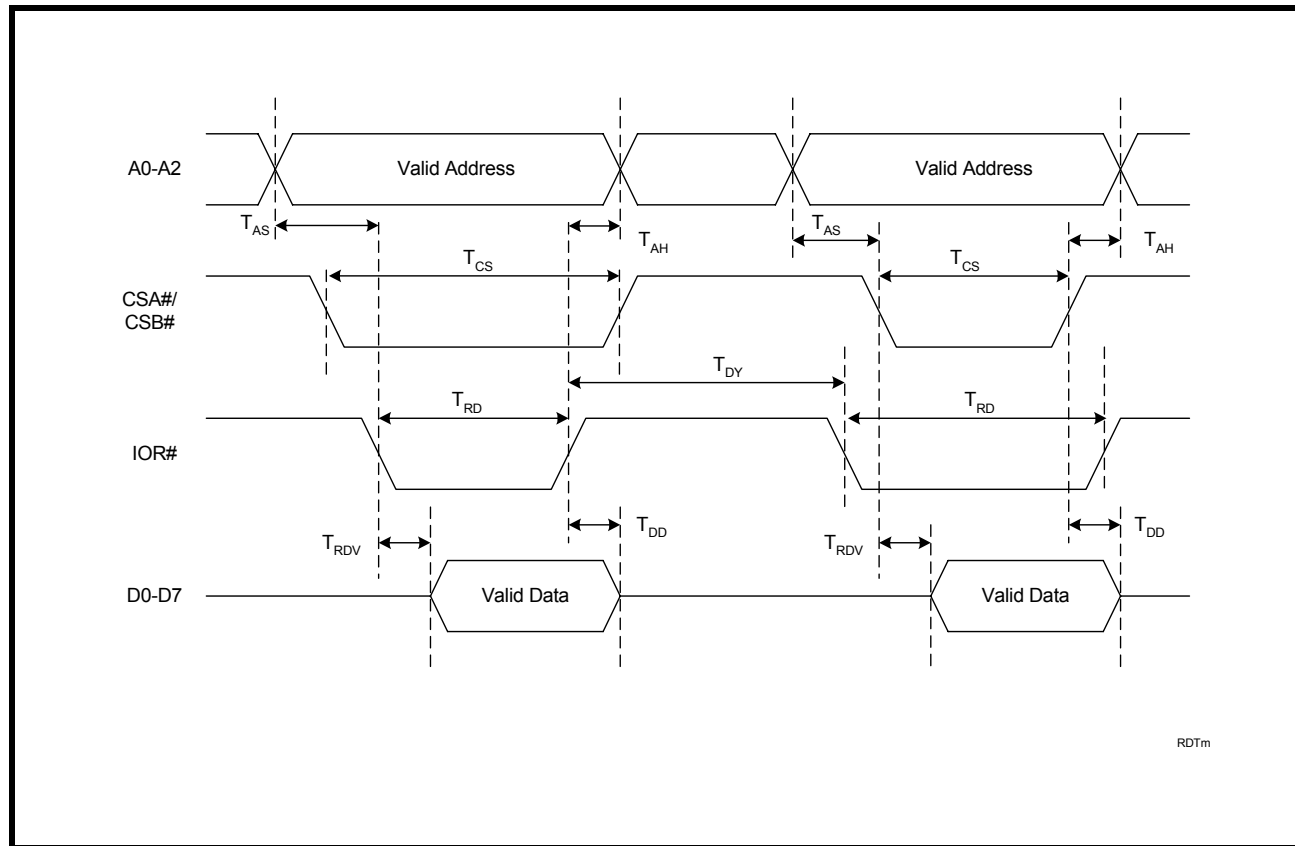 A0-A2
Valid Address
Valid Address
TAS
TAH
TAS
TAH
TCS
TCS
CSA#/
CSB#
TDY
TRD
TRD
IOR#
TRDV
TDD
TRDV
TDD
D0-D7
Valid Data
Valid Data
RDTm